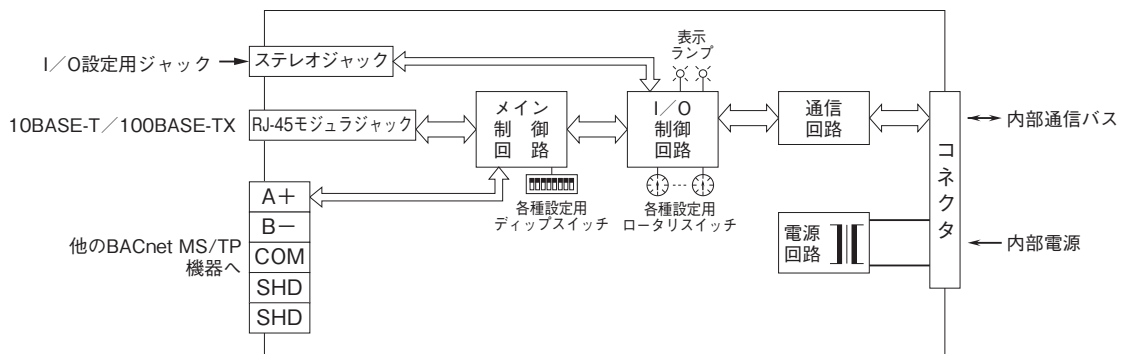 I/O設定用ジャック
ステレオジャック
表示
ランプ
10BASE-T/100BASE-TX
RJ-45モジュラジャック
メイン
制御
回路
I/O
制御
回路
通信
回路
コネクタ
内部通信バス
各種設定用
ディップスイッチ
各種設定用
ロータリスイッチ
他のBACnet MS/TP
機器へ
A+
B−
COM
SHD
SHD
電源
回路
内部電源